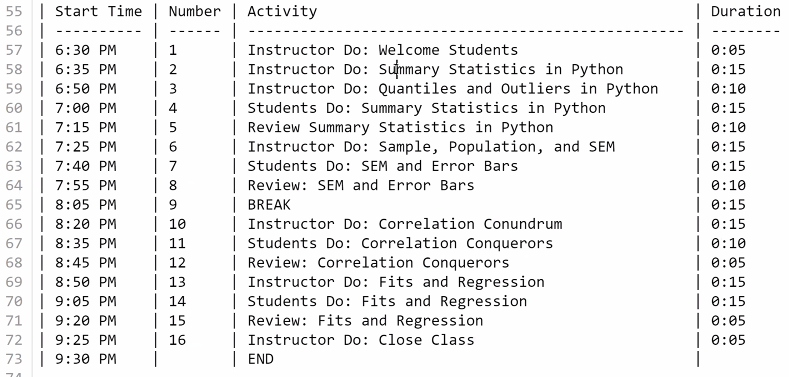 55 | Start Time | Number | Activity | Duration
56 | ---------- | ------ | -------------------------------------------------- | --------
57 | 6:30 PM | 1 | Instructor Do: Welcome Students | 0:05
58 | 6:35 PM | 2 | Instructor Do: Summary Statistics in Python | 0:15
59 | 6:50 PM | 3 | Instructor Do: Quantiles and Outliers in Python | 0:10
60 | 7:00 PM | 4 | Students Do: Summary Statistics in Python | 0:15
61 | 7:15 PM | 5 | Review Summary Statistics in Python | 0:10
62 | 7:25 PM | 6 | Instructor Do: Sample, Population, and SEM | 0:15
63 | 7:40 PM | 7 | Students Do: SEM and Error Bars | 0:15
64 | 7:55 PM | 8 | Review: SEM and Error Bars | 0:10
65 | 8:05 PM | 9 | BREAK | 0:15
66 | 8:20 PM | 10 | Instructor Do: Correlation Conundrum | 0:15
67 | 8:35 PM | 11 | Students Do: Correlation Conquerors | 0:10
68 | 8:45 PM | 12 | Review: Correlation Conquerors | 0:05
69 | 8:50 PM | 13 | Instructor Do: Fits and Regression | 0:15
70 | 9:05 PM | 14 | Students Do: Fits and Regression | 0:15
71 | 9:20 PM | 15 | Review: Fits and Regression | 0:05
72 | 9:25 PM | 16 | Instructor Do: Close Class | 0:05
73 | 9:30 PM | | END |